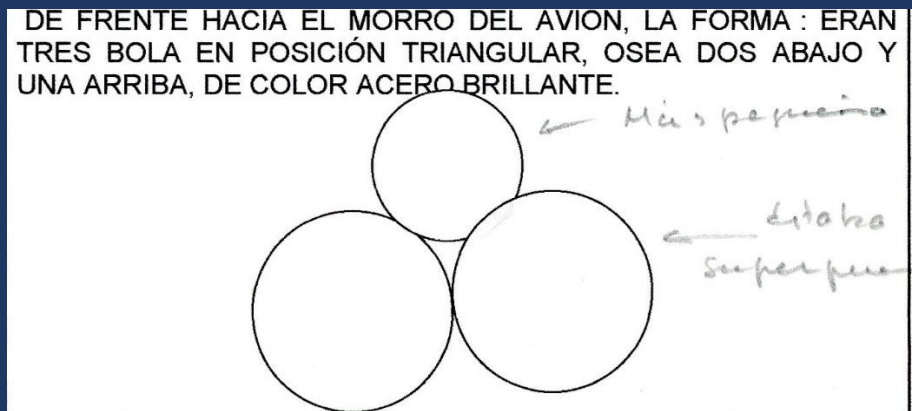 DE FRENTE HACIA EL MORRO DEL AVION, LA FORMA : ERAN
TRES BOLA EN POSICIÓN TRIANGULAR, OSEA DOS ABAJO Y
UNA ARRIBA, DE COLOR ACERO BRILLANTE.
Más pequeño
Estaba